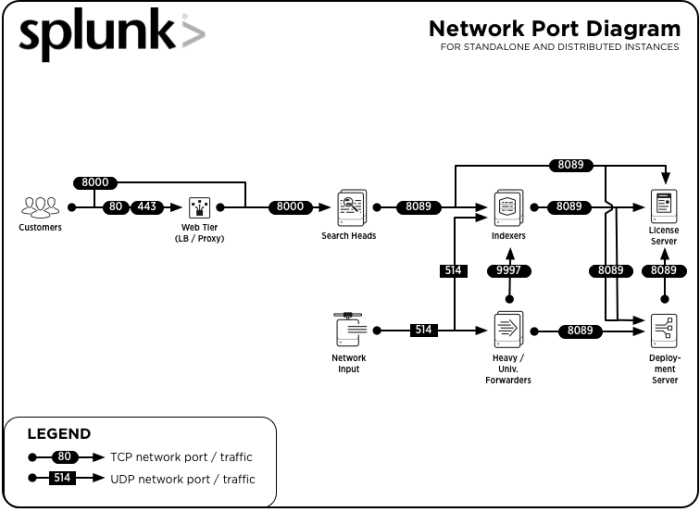 splunk>
Network Port Diagram
FOR STANDALONE AND DISTRIBUTED INSTANCES
8089
8000
80
443
8000
8089
8089
Customers
Web Tier
(LB / Proxy)
Search Heads
Indexers
License
Server
514
9997
8089
8089
514
8089
Network
Input
Heavy /
Univ.
Forwarders
Deploy-
ment
Server
LEGEND
80
TCP network port / traffic
514
UDP network port / traffic